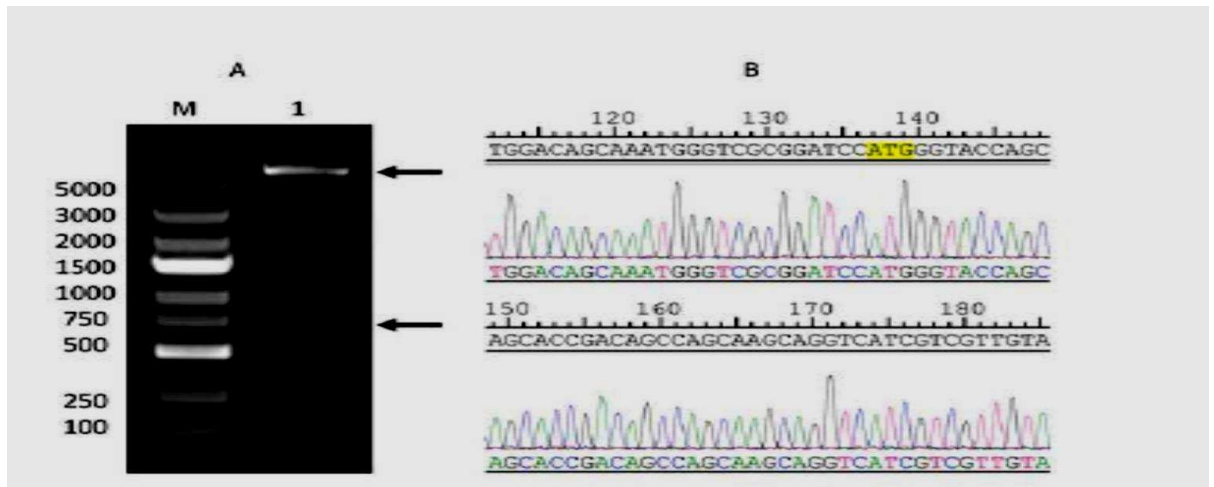 A
M 1
5000
3000
2000
1500
1000
750
500
250
100
B
120 130 140
TGGACAGCAAATGGGTCGCGGATCCATGGGTACCAGC
TGGACAGCAAATGGGTCGCGGATCCATGGGTACCAGC
150 160 170 180
AGCACCGACAGCCAGCAAGCAGGTCATCGTCGTTGTA
AGCACCGACAGCCAGCAAGCAGGTCATCGTCGTTGTA